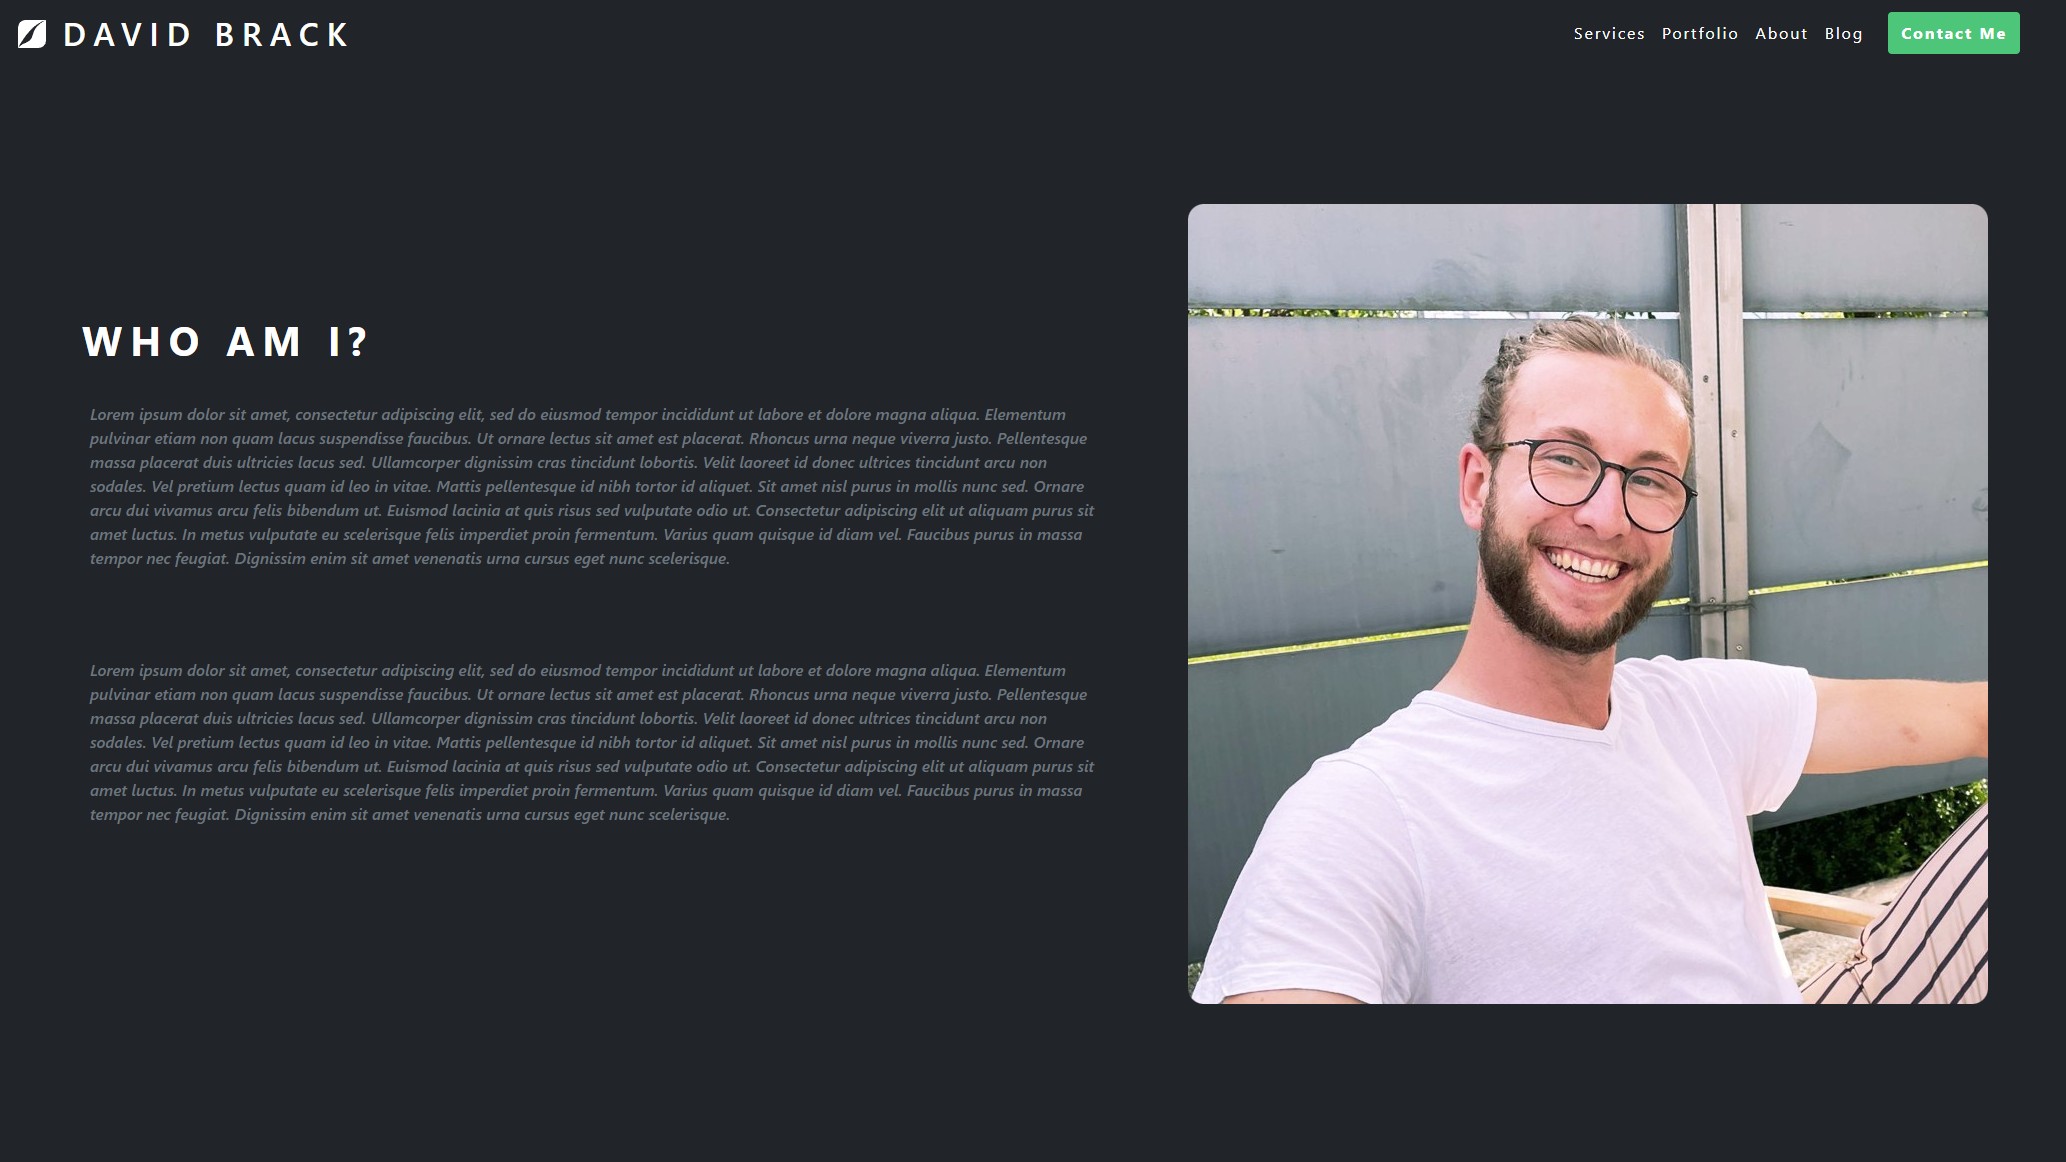 DAVID BRACK
Services Portfolio About Blog Contact Me
WHO AM I?
Lorem ipsum dolor sit amet, consectetur adipiscing elit, sed do eiusmod tempor incididunt ut labore et dolore magna aliqua. Elementum
pulvinar etiam non quam lacus suspendisse faucibus. Ut ornare lectus sit amet est placerat. Rhoncus urna neque viverra justo. Pellentesque
massa placerat duis ultricies lacus sed. Ullamcorper dignissim cras tincidunt lobortis. Velit laoreet id donec ultrices tincidunt arcu non
sodales. Vel pretium lectus quam id leo in vitae. Mattis pellentesque id nibh tortor id aliquet. Sit amet nisl purus in mollis nunc sed. Ornare
arcu dui vivamus arcu felis bibendum ut. Euismod lacinia at quis risus sed vulputate odio ut. Consectetur adipiscing elit ut aliquam purus sit
amet luctus. In metus vulputate eu scelerisque felis imperdiet proin fermentum. Varius quam quisque id diam vel. Faucibus purus in massa
tempor nec feugiat. Dignissim enim sit amet venenatis urna cursus eget nunc scelerisque.
Lorem ipsum dolor sit amet, consectetur adipiscing elit, sed do eiusmod tempor incididunt ut labore et dolore magna aliqua. Elementum
pulvinar etiam non quam lacus suspendisse faucibus. Ut ornare lectus sit amet est placerat. Rhoncus urna neque viverra justo. Pellentesque
massa placerat duis ultricies lacus sed. Ullamcorper dignissim cras tincidunt lobortis. Velit laoreet id donec ultrices tincidunt arcu non
sodales. Vel pretium lectus quam id leo in vitae. Mattis pellentesque id nibh tortor id aliquet. Sit amet nisl purus in mollis nunc sed. Ornare
arcu dui vivamus arcu felis bibendum ut. Euismod lacinia at quis risus sed vulputate odio ut. Consectetur adipiscing elit ut aliquam purus sit
amet luctus. In metus vulputate eu scelerisque felis imperdiet proin fermentum. Varius quam quisque id diam vel. Faucibus purus in massa
tempor nec feugiat. Dignissim enim sit amet venenatis urna cursus eget nunc scelerisque.